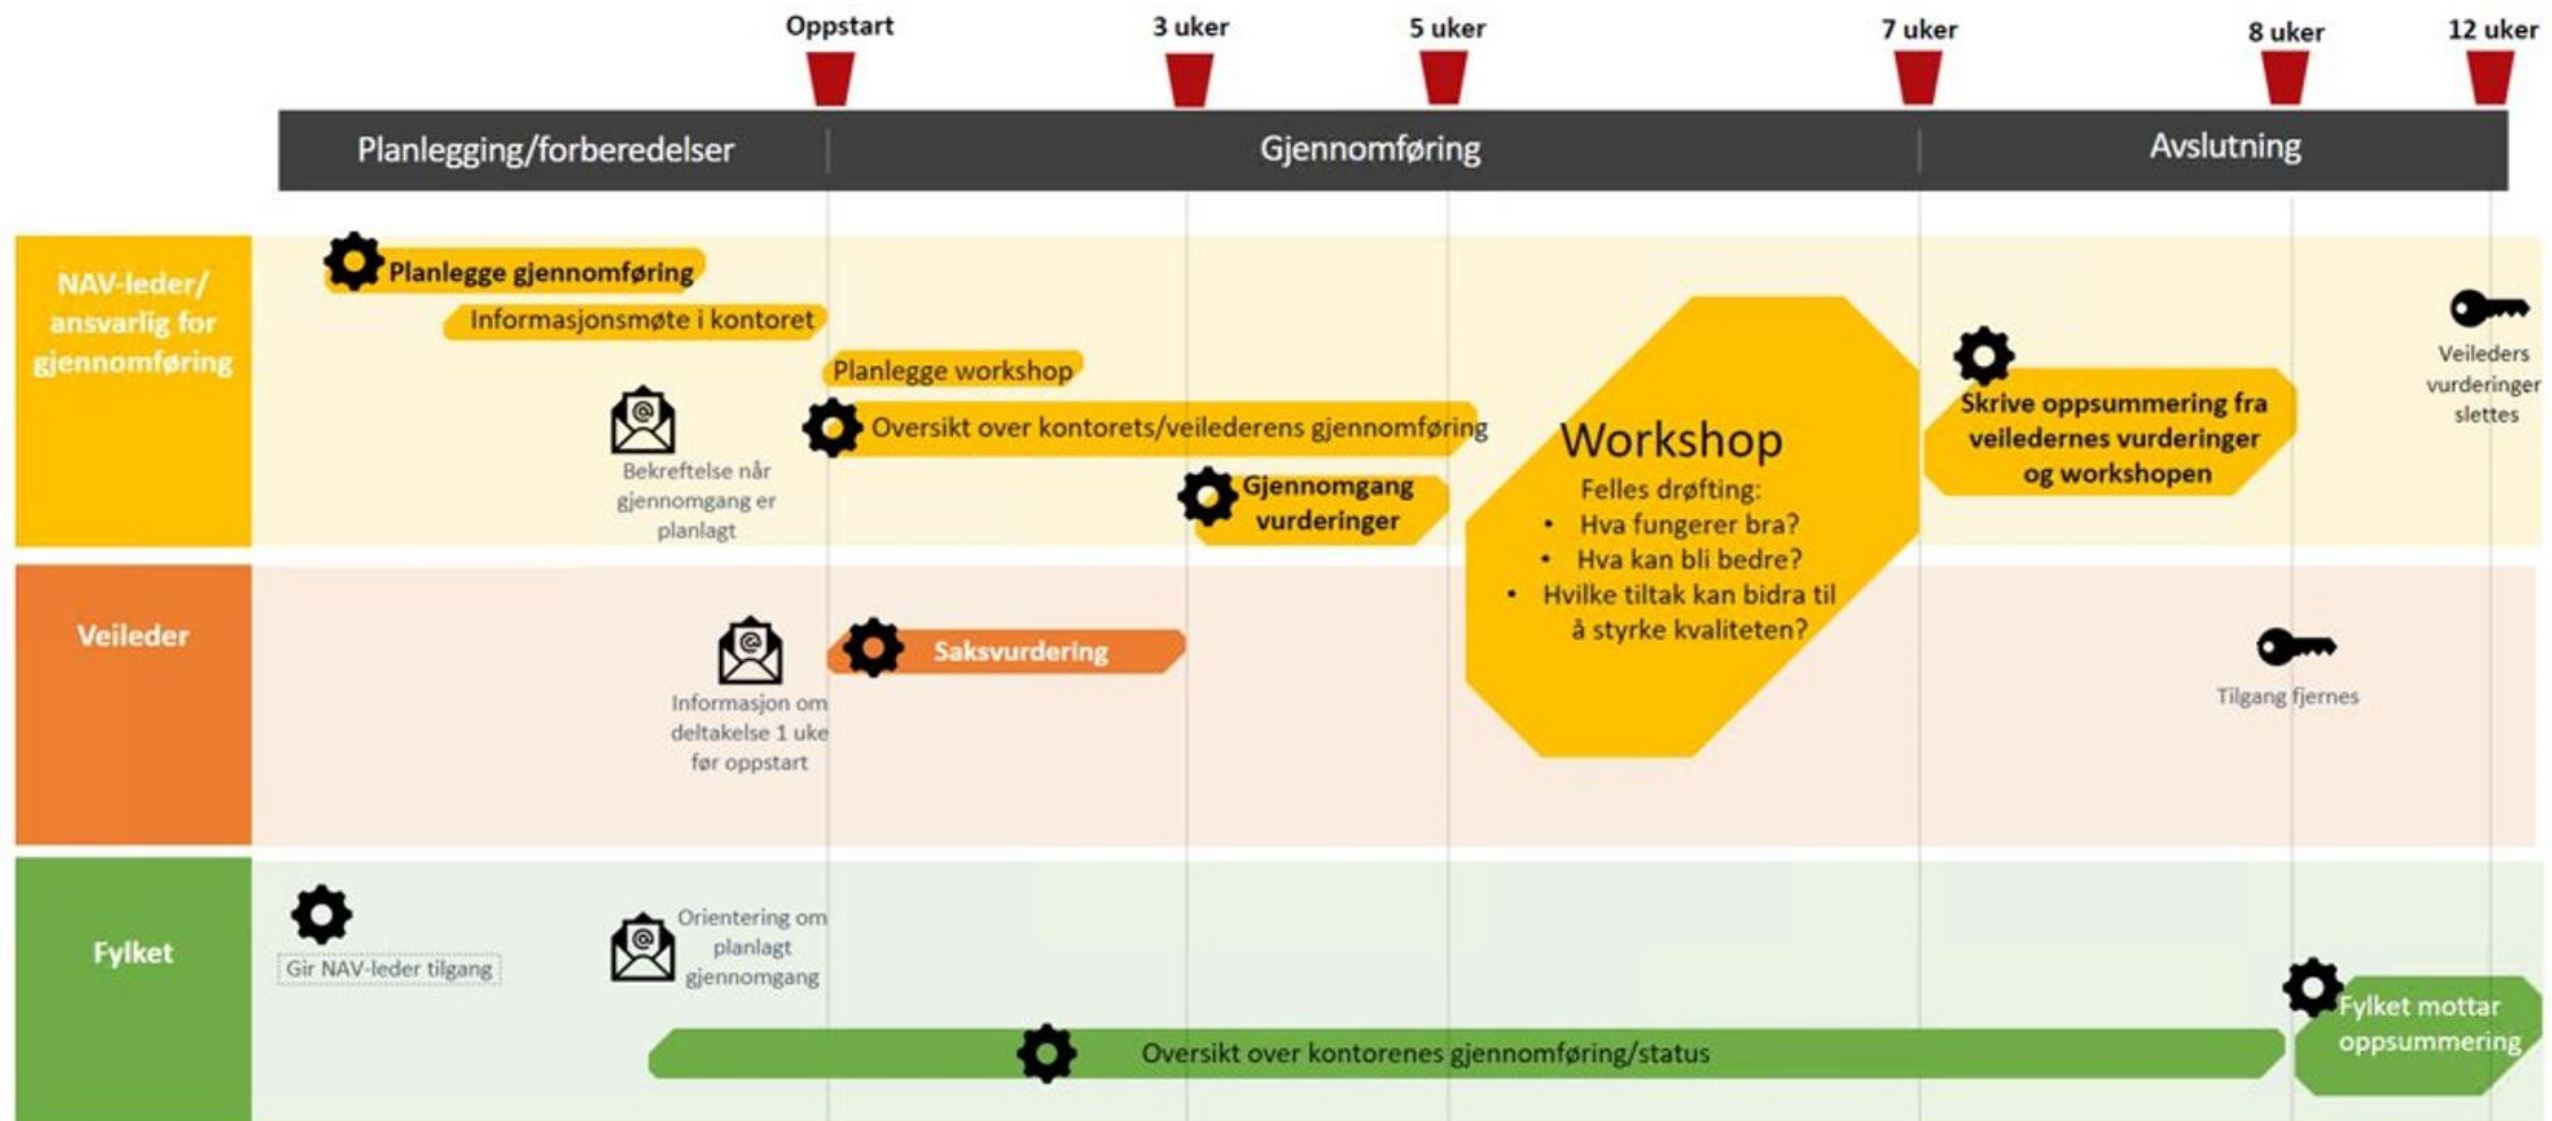 Oppstart
3 uker
5 uker
7 uker
8 uker
12 uker
Planlegging/forberedelser
Gjennomføring
Avslutning
NAV-leder/
ansvarlig for
gjennomføring
Planlegge gjennomføring
Informasjonsmøte i kontoret
Planlegge workshop
Oversikt over kontorets/veilederens gjennomføring
Bekreftelse når
gjennomgang er
planlagt
Gjennomgang
vurderinger
Workshop
Felles drøfting:
• Hva fungerer bra?
• Hva kan bli bedre?
• Hvilke tiltak kan bidra til
å styrke kvaliteten?
Skrive oppsummering fra
veiledernes vurderinger
og workshopen
Veileders
vurderinger
slettes
Veileder
Informasjon om
deltakelse 1 uke
før oppstart
Saksvurdering
Tilgang fjernes
Fylket
Gir NAV-leder tilgang
Orientering om
planlagt
gjennomgang
Oversikt over kontorenes gjennomføring/status
Fylket mottar
oppsummering